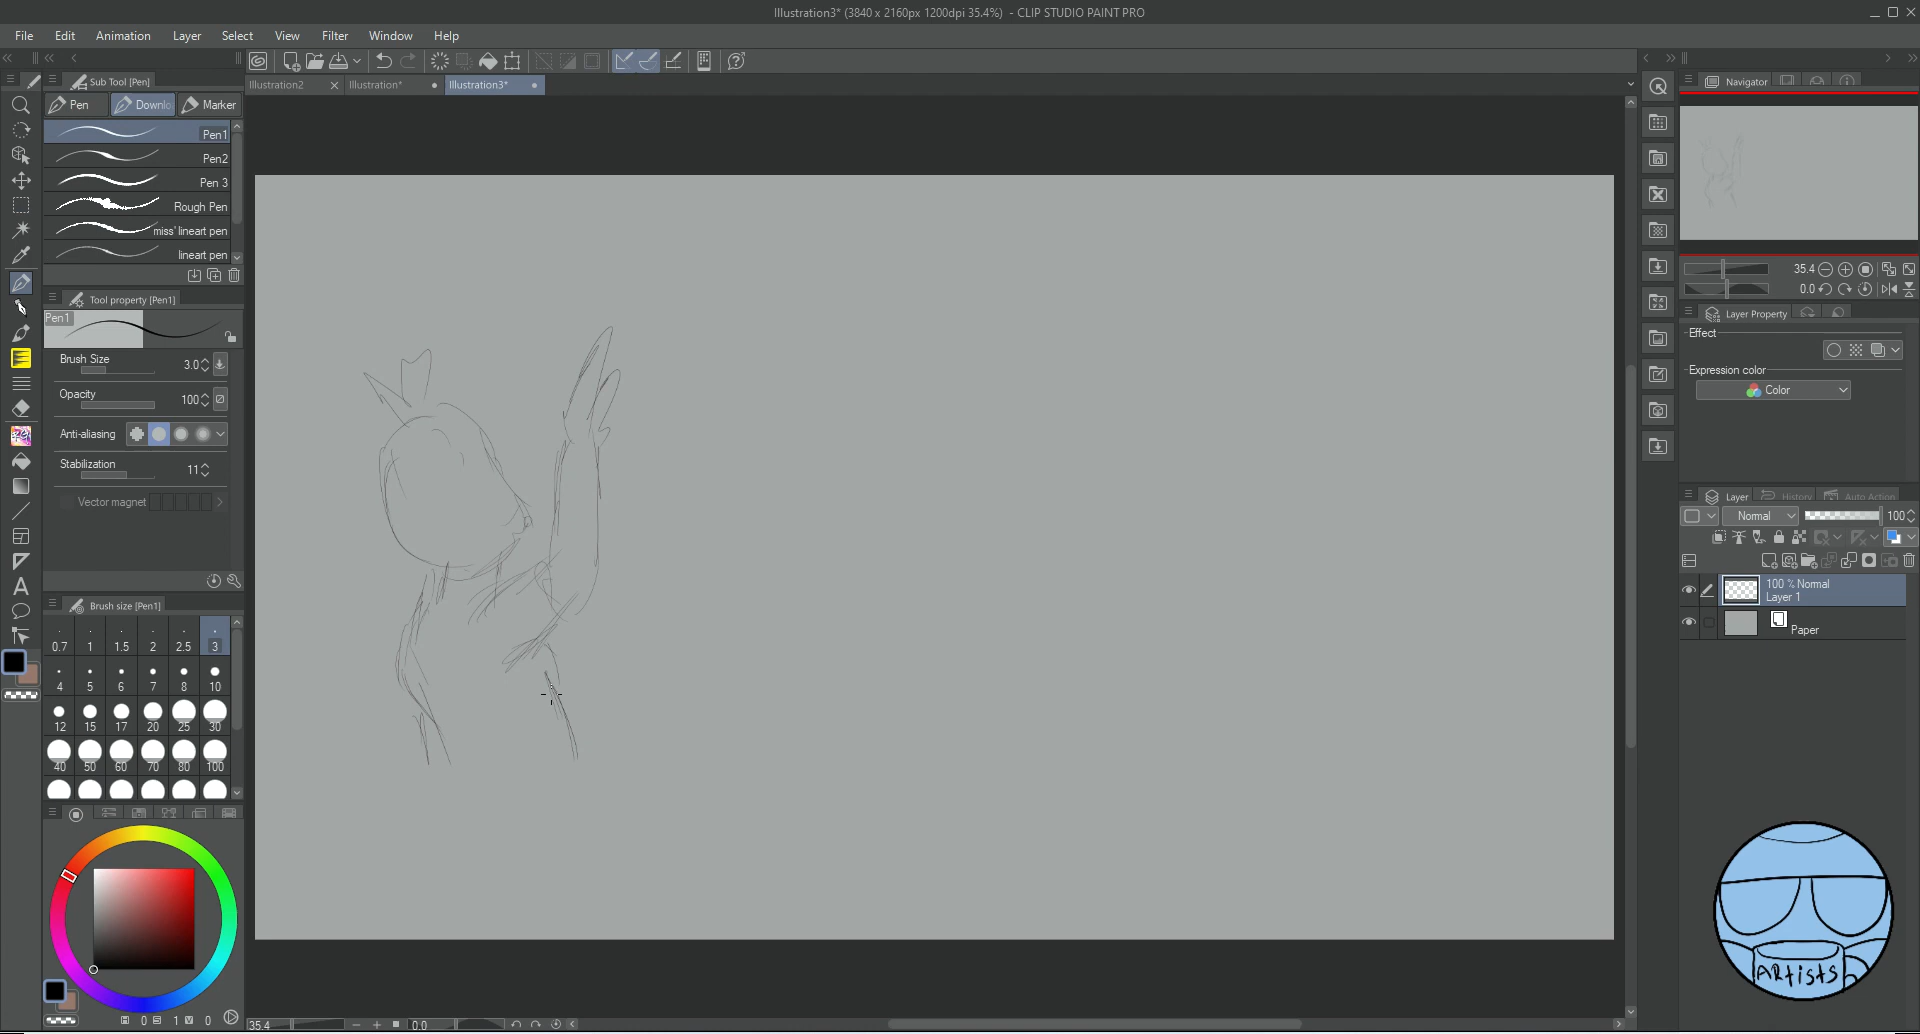 Illustration3* (3840 x 2160px 1200dpi 35.4%) - CLIP STUDIO PAINT PRO
File Edit Animation Layer Select View Filter Window Help
Sub Tool [Pen]
Illustration2 Illustration* Illustration3*
Navigator
Pen Downlo Marker
Pen1
Pen2
Pen 3
Rough Pen
miss' lineart pen
lineart pen
35.4
0.0
Tool property [Pen1]
Layer Property
Pen1
Effect
Brush Size 3.0
Expression color
Color
Opacity 100
Anti-aliasing
Stabilization 11
Vector magnet
Layer History Auto Action
Normal 100
100 % Normal
Layer 1
Paper
Brush size [Pen1]
0.7 1 1.5 2 2.5 3
4 5 6 7 8 10
12 15 17 20 25 30
40 50 60 70 80 100
ARtists
0 1 0
35.4 0.0